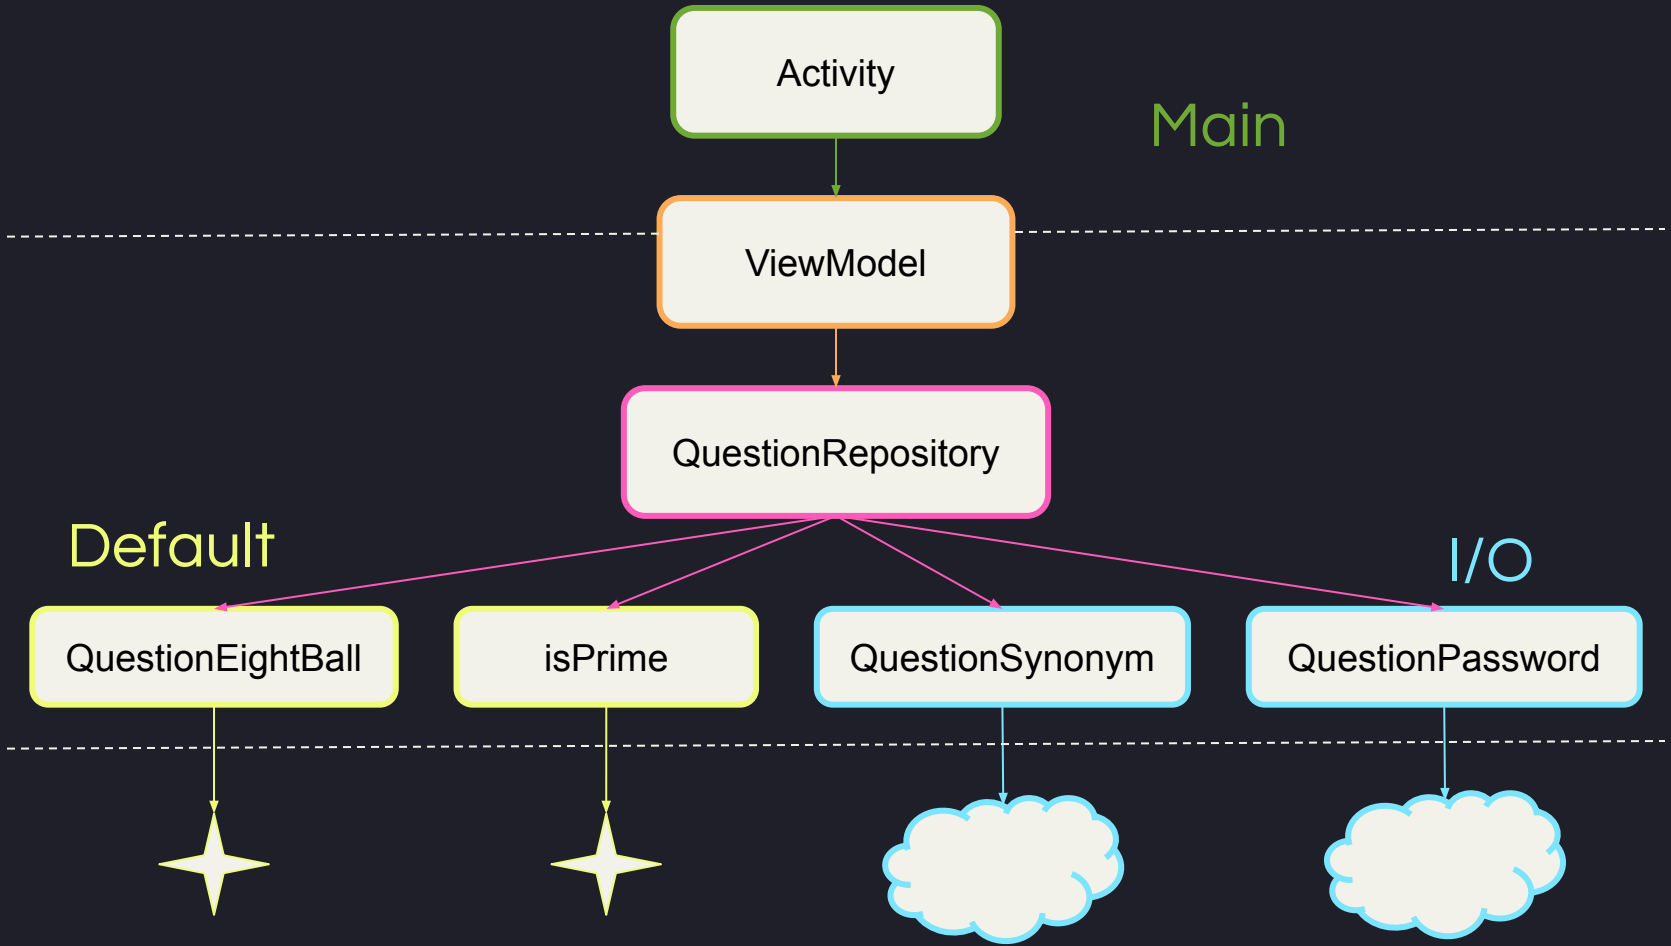 Activity
Main
ViewModel
QuestionRepository
Default
I/O
QuestionEightBall
isPrime
QuestionSynonym
QuestionPassword